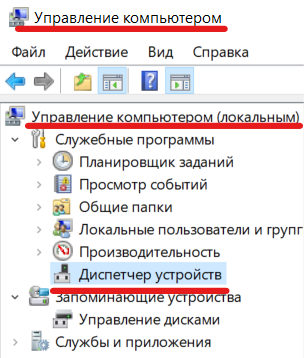 Управление компьютером
Файл Действие Вид Справка
Управление компьютером (локальным)
Служебные программы
Планировщик заданий
Просмотр событий
Общие папки
Локальные пользователи и групп
Производительность
Диспетчер устройств
Запоминающие устройства
Управление дисками
Службы и приложения